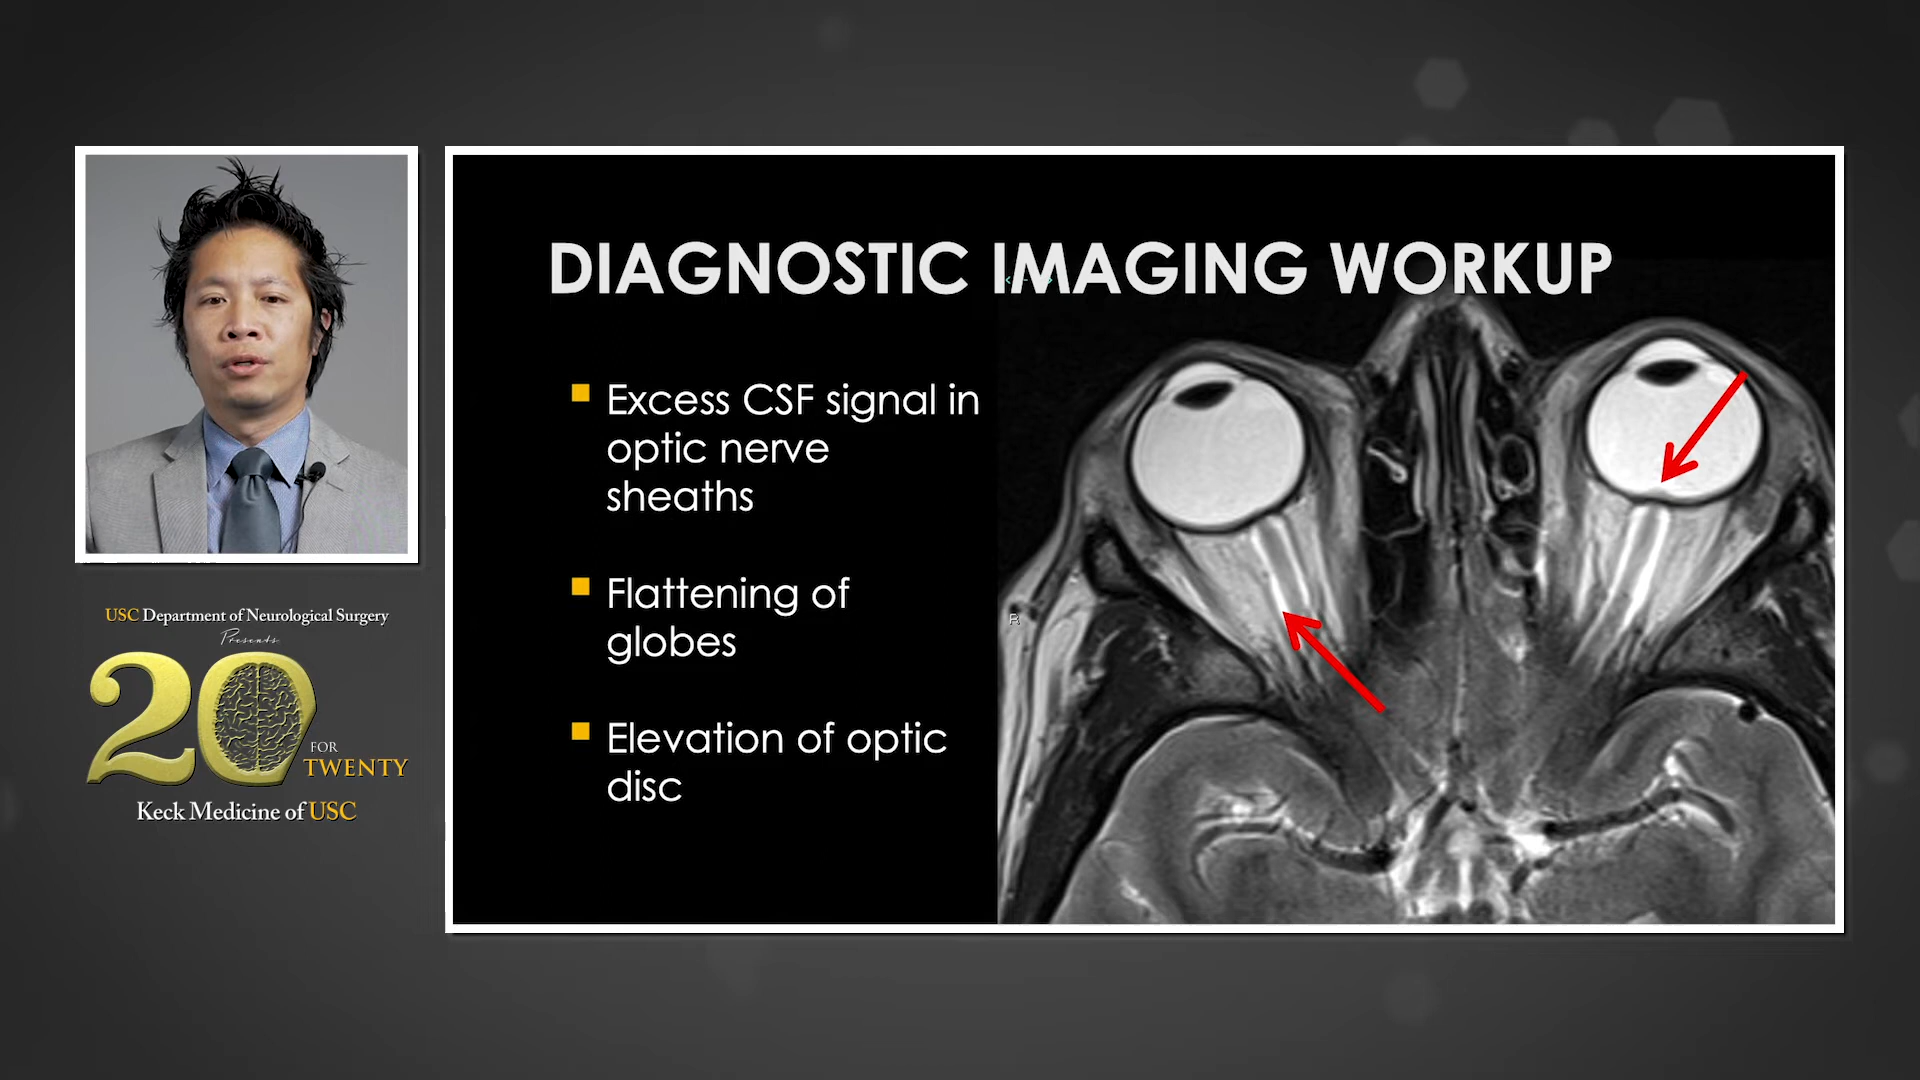 DIAGNOSTIC IMAGING WORKUP
Excess CSF signal in
optic nerve
sheaths
Flattening of
globes
Elevation of optic
disc
R
USC Department of Neurological Surgery
Presents
20
FOR
TWENTY
Keck Medicine of USC